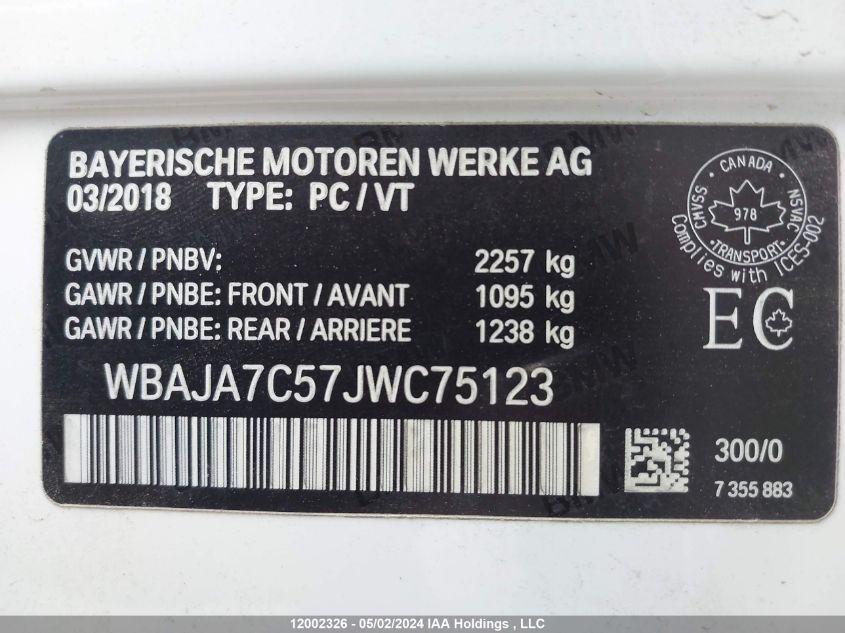 BAYERISCHE MOTOREN WERKE AG
03/2018 TYPE: PC / VT
GVWR / PNBV: 2257 kg
GAWR / PNBE: FRONT / AVANT 1095 kg
GAWR / PNBE: REAR / ARRIERE 1238 kg
WBAJA7C57JWC75123
CANADA
CMVSS
978
NSVAC
TRANSPORT
Complies with ICES-002
EC
300/0
7 355 883
BMW
12002326 - 05/02/2024 IAA Holdings , LLC